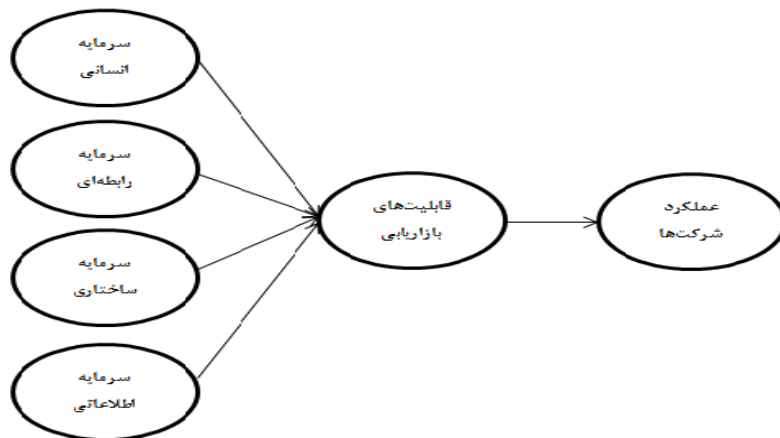 سرمایه
انسانی
سرمایه
رابطه‌ای
سرمایه
ساختاری
سرمایه
اطلاعاتی
قابلیت‌های
بازاریابی
عملکرد
شرکت‌ها